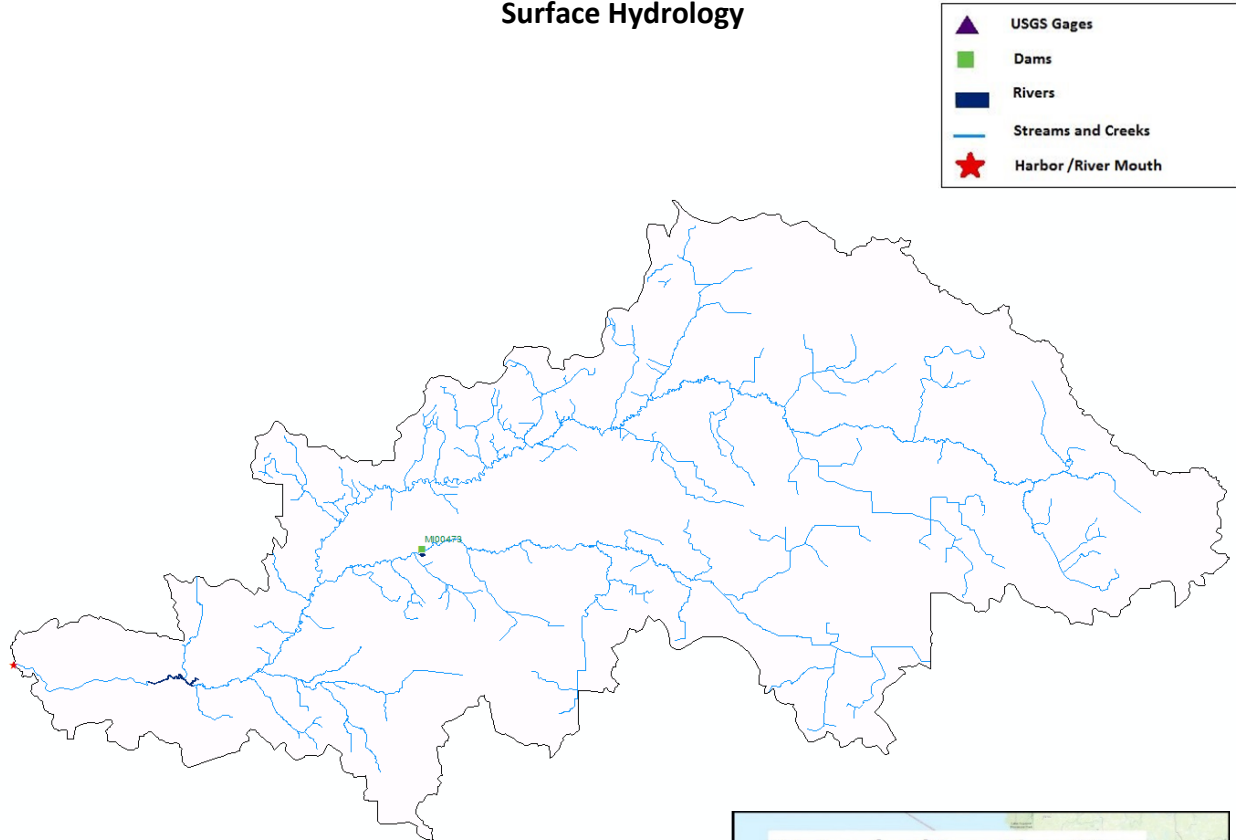 Surface Hydrology
USGS Gages
Dams
Rivers
Streams and Creeks
Harbor /River Mouth
MI00473